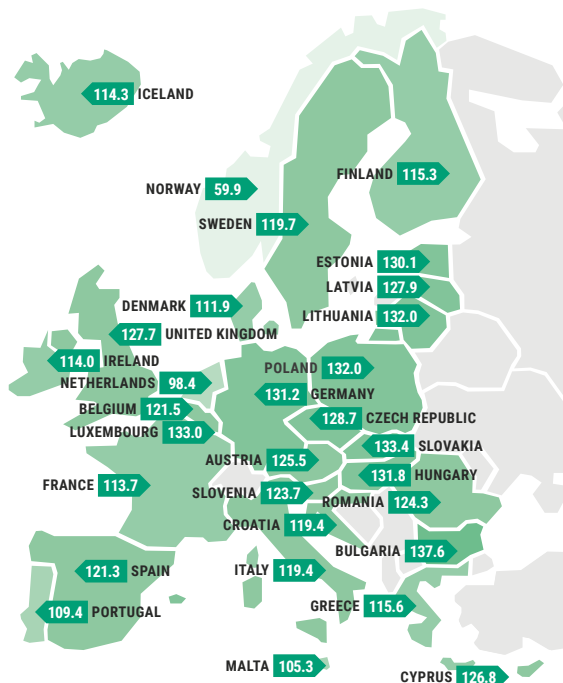 114.3 ICELAND
FINLAND 115.3
NORWAY 59.9
SWEDEN 119.7
ESTONIA 130.1
LATVIA 127.9
DENMARK 111.9
LITHUANIA 132.0
127.7 UNITED KINGDOM
114.0 IRELAND
POLAND 132.0
NETHERLANDS 98.4
131.2 GERMANY
BELGIUM 121.5
128.7 CZECH REPUBLIC
LUXEMBOURG 133.0
133.4 SLOVAKIA
AUSTRIA 125.5
131.8 HUNGARY
FRANCE 113.7
SLOVENIA 123.7
ROMANIA 124.3
CROATIA 119.4
BULGARIA 137.6
121.3 SPAIN
ITALY 119.4
GREECE 115.6
109.4 PORTUGAL
MALTA 105.3
CYPRUS 126.8